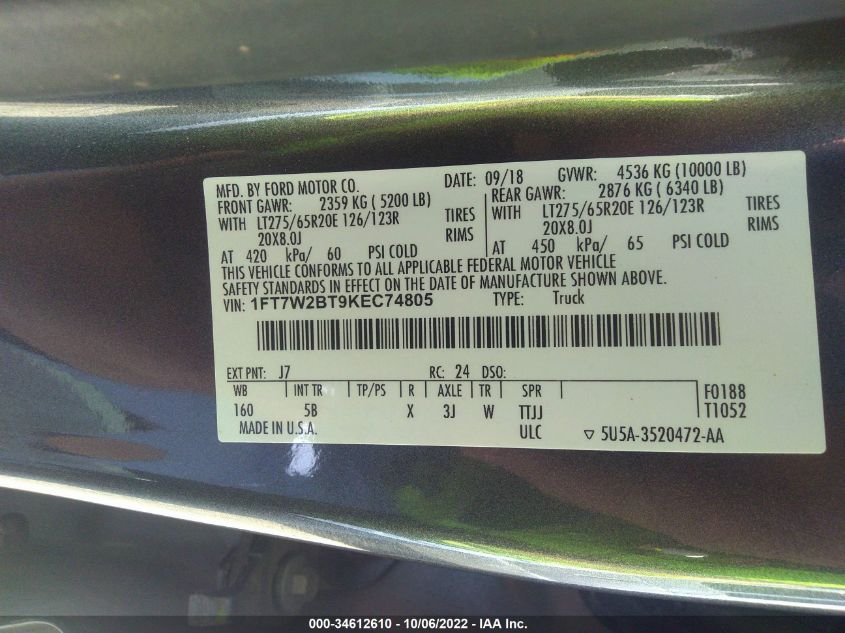 MFD. BY FORD MOTOR CO. DATE: 09/18 GVWR: 4536 KG (10000 LB)
FRONT GAWR: 2359 KG ( 5200 LB) REAR GAWR: 2876 KG ( 6340 LB)
WITH LT275/65R20E 126/123R TIRES WITH LT275/65R20E 126/123R TIRES
20X8.0J RIMS 20X8.0J RIMS
AT 420 kPa/ 60 PSI COLD AT 450 kPa/ 65 PSI COLD
THIS VEHICLE CONFORMS TO ALL APPLICABLE FEDERAL MOTOR VEHICLE
SAFETY STANDARDS IN EFFECT ON THE DATE OF MANUFACTURE SHOWN ABOVE.
VIN: 1FT7W2BT9KEC74805 TYPE: Truck
EXT PNT: J7 RC: 24 DSO:
WB INT TR TP/PS R AXLE TR SPR F0188
160 5B X 3J W TTJJ T1052
MADE IN U.S.A. ULC ▽ 5U5A-3520472-AA
000-34612610 - 10/06/2022 - IAA Inc.